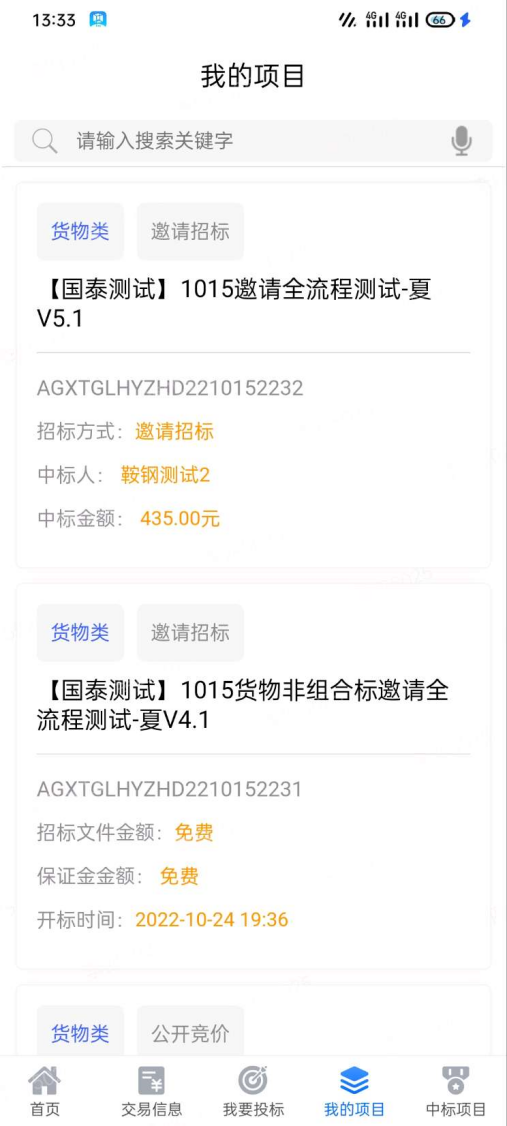 13:33
4G 4G 66
我的项目
请输入搜索关键字
货物类 邀请招标
【国泰测试】1015邀请全流程测试-夏
V5.1
AGXTGLHYZHD2210152232
招标方式：邀请招标
中标人： 鞍钢测试2
中标金额： 435.00元
货物类 邀请招标
【国泰测试】1015货物非组合标邀请全
流程测试-夏V4.1
AGXTGLHYZHD2210152231
招标文件金额：免费
保证金金额： 免费
开标时间：2022-10-24 19:36
货物类 公开竞价
首页 交易信息 我要投标 我的项目 中标项目